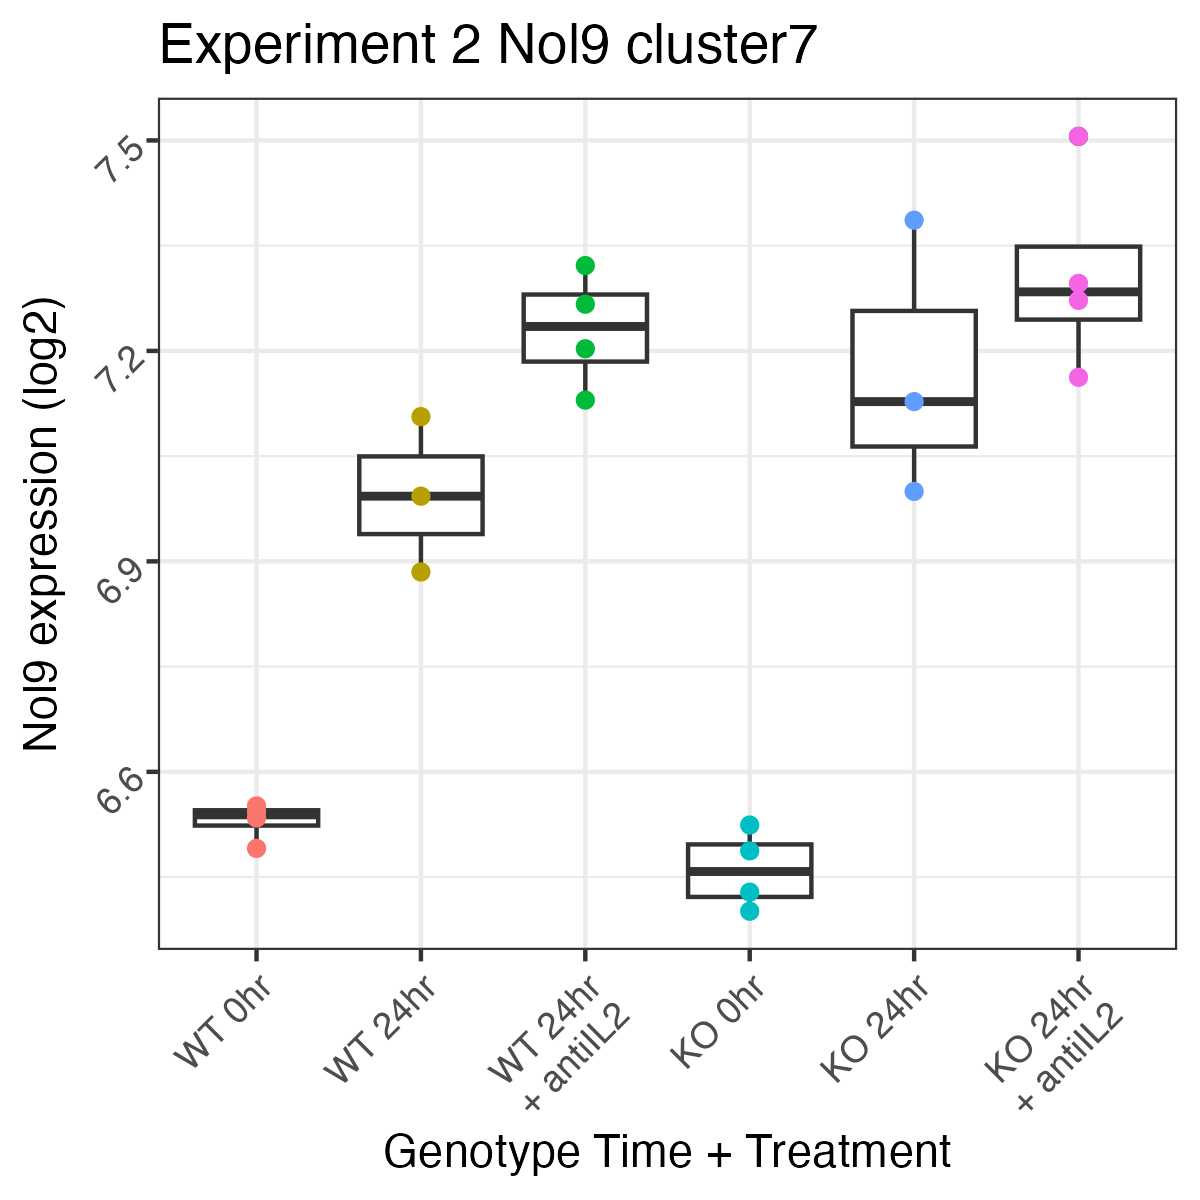 Experiment 2 Nol9 cluster7
Nol9 expression (log2)
7.5
7.2
6.9
6.6
WT 0hr
WT 24hr
WT 24hr
+ antiIL2
KO 0hr
KO 24hr
KO 24hr
+ antiIL2
Genotype Time + Treatment